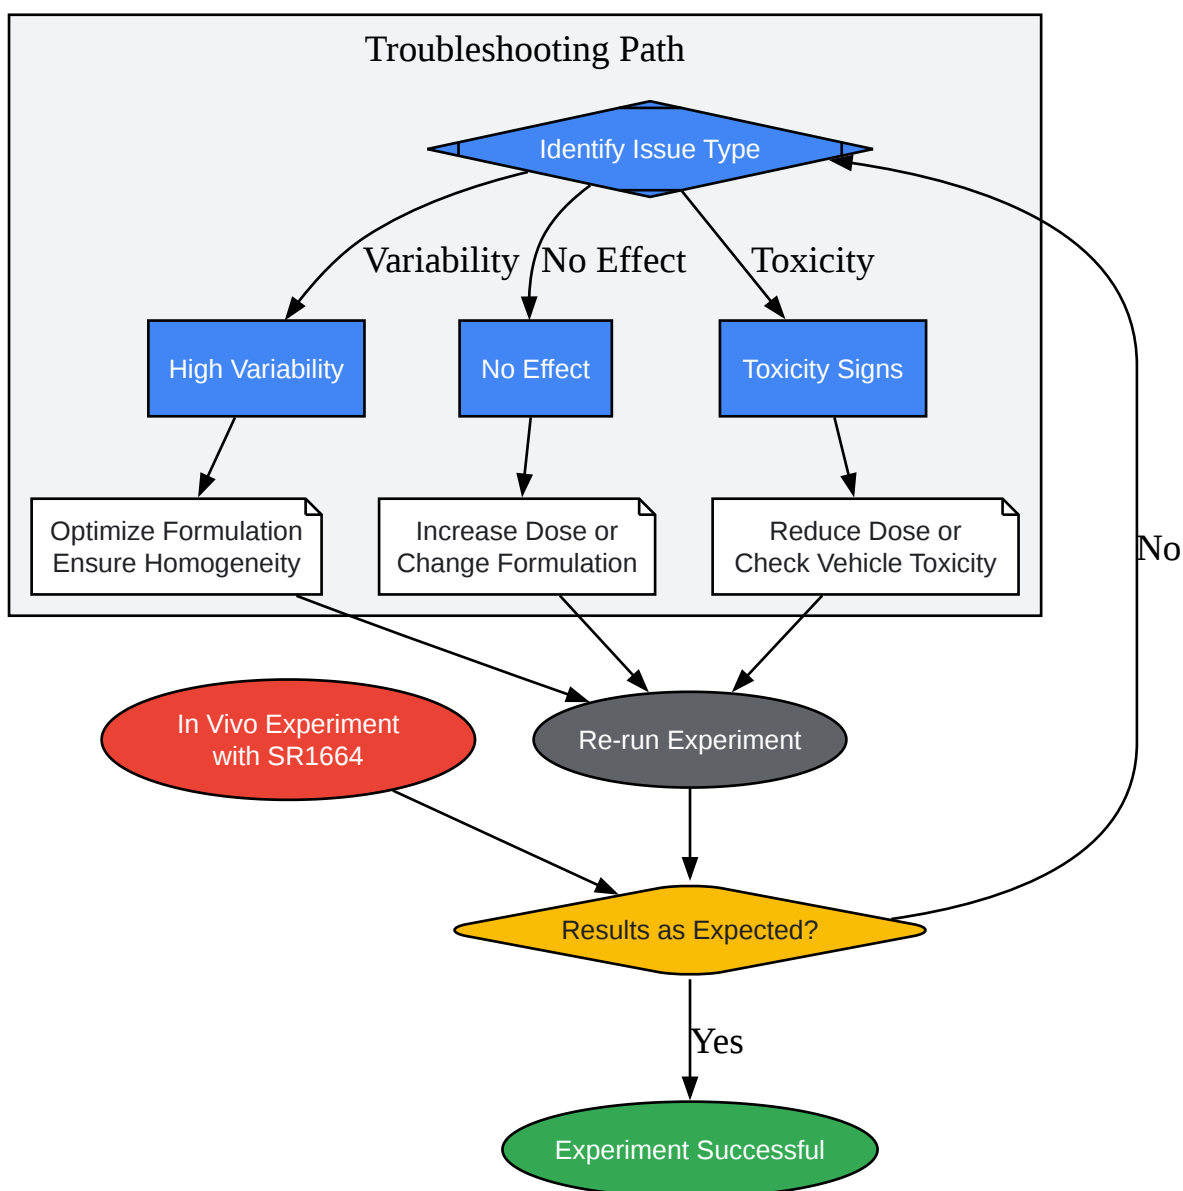 Troubleshooting Path
Identify Issue Type
Variability
No Effect
Toxicity
High Variability
No Effect
Toxicity Signs
Optimize Formulation
Ensure Homogeneity
Increase Dose or
Change Formulation
Reduce Dose or
Check Vehicle Toxicity
No
In Vivo Experiment
with SR1664
Re-run Experiment
Results as Expected?
Yes
Experiment Successful